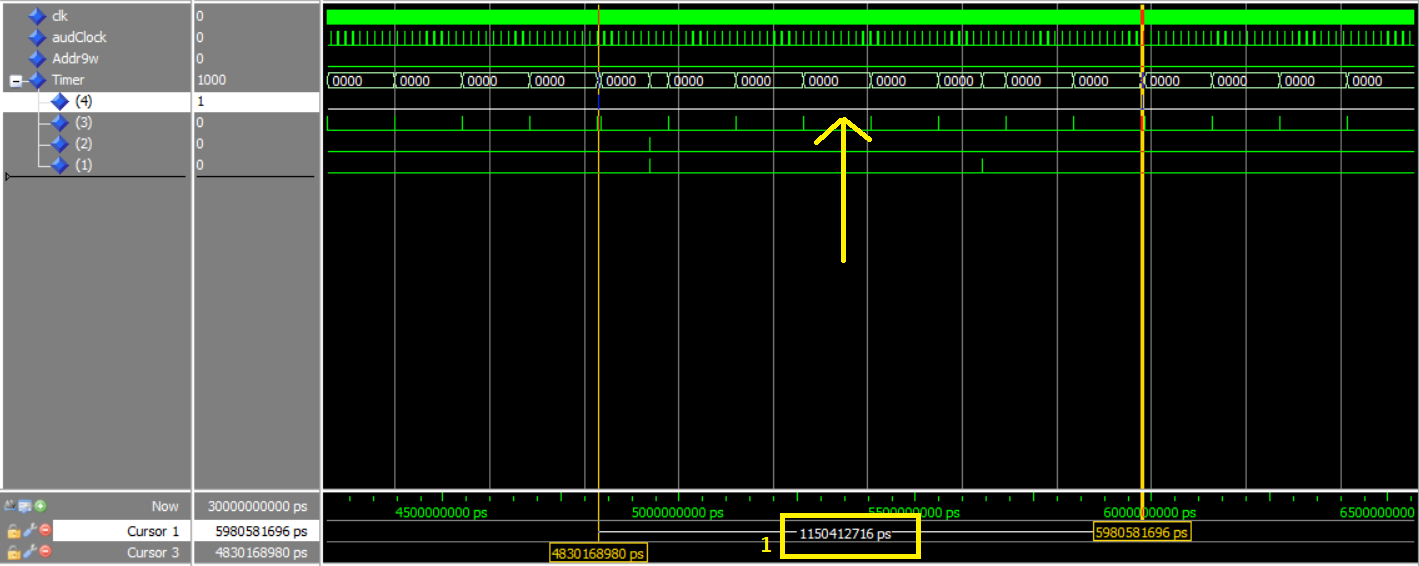 clk 0
audClock 0
Addr9w 0
Timer 1000 0000 0000 0000 0000 0000 0000 0000 0000 0000 0000 0000 0000 0000 0000 0000 0000
(4) 1
(3) 0
(2) 0
(1) 0
Now 30000000000 ps 4500000000 ps 5000000000 ps 5500000000 ps 6000000000 ps 6500000000
Cursor 1 5980581696 ps 1150412716 ps 5980581696 ps
1
Cursor 3 4830168980 ps 4830168980 ps